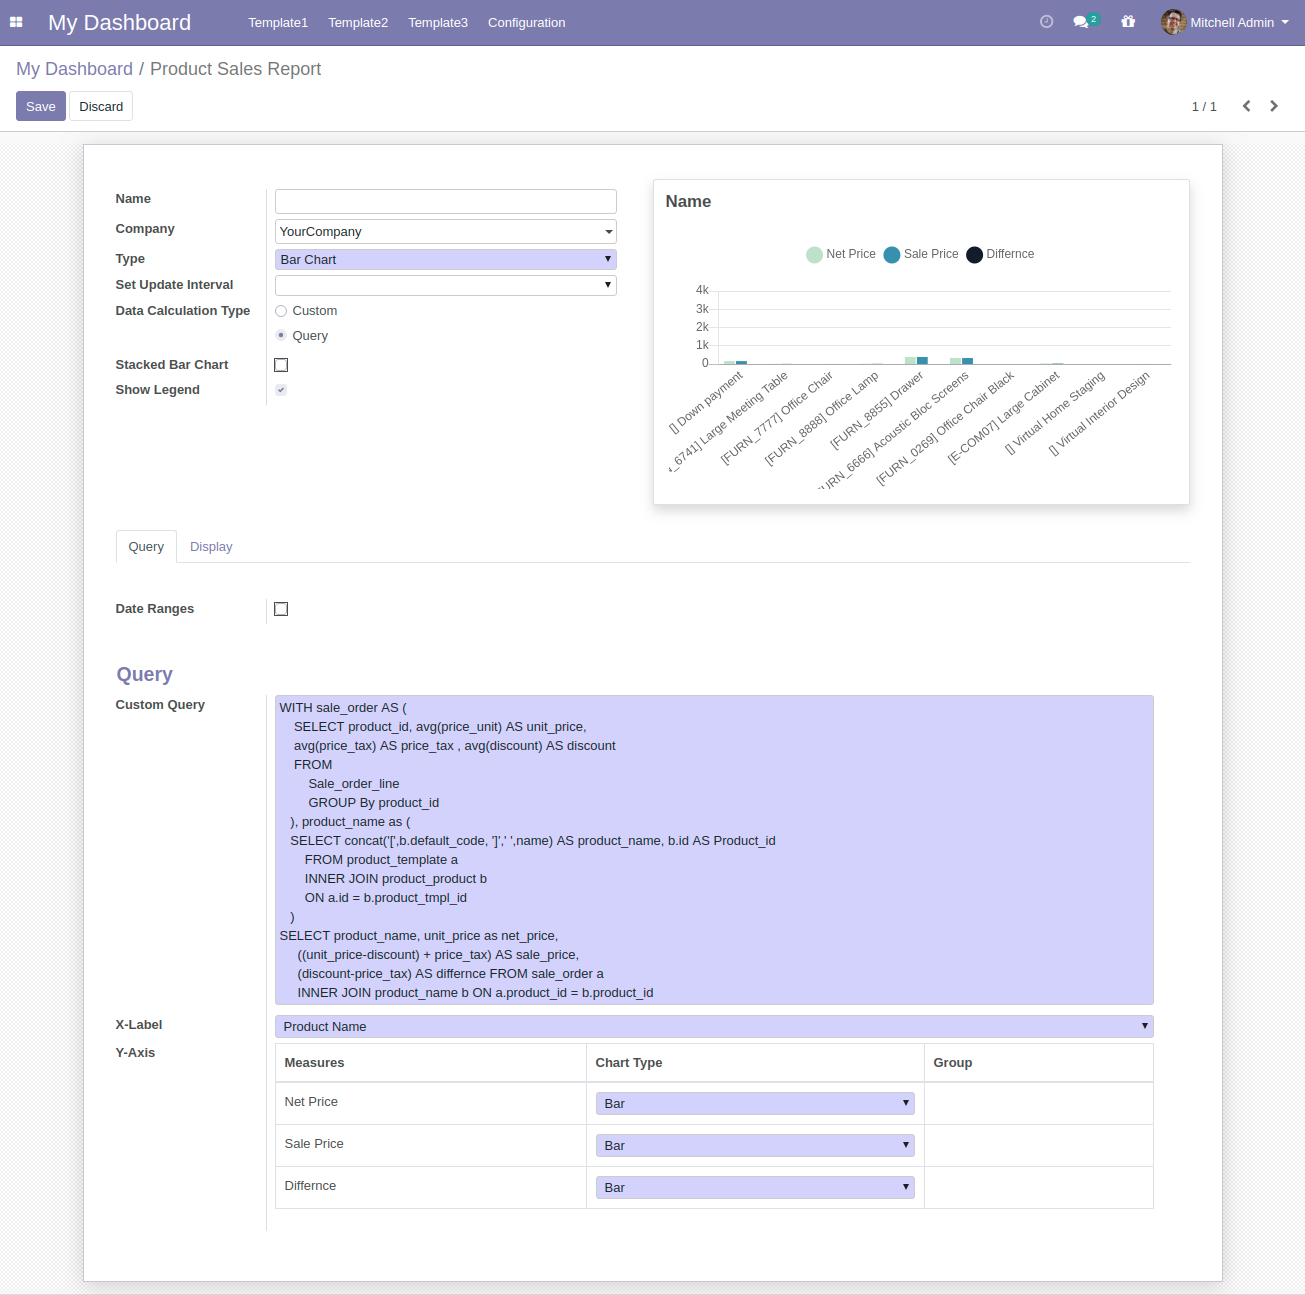 My Dashboard Template1 Template2 Template3 Configuration 2 Mitchell Admin
My Dashboard / Product Sales Report
Save Discard 1 / 1
Name
Company YourCompany
Type Bar Chart
Set Update Interval
Data Calculation Type Custom
Query
Stacked Bar Chart
Show Legend
Name
Net Price Sale Price Differnce
4k
3k
2k
1k
0
[] Down payment
_6741] Large Meeting Table
[FURN_7777] Office Chair
[FURN_8888] Office Lamp
[FURN_8855] Drawer
URN_6666] Acoustic Bloc Screens
[FURN_0269] Office Chair Black
[E-COM07] Large Cabinet
[] Virtual Home Staging
[] Virtual Interior Design
Query Display
Date Ranges
Query
Custom Query
WITH sale_order AS (
SELECT product_id, avg(price_unit) AS unit_price,
avg(price_tax) AS price_tax , avg(discount) AS discount
FROM
Sale_order_line
GROUP By product_id
), product_name as (
SELECT concat('[',b.default_code, ']',' ',name) AS product_name, b.id AS Product_id
FROM product_template a
INNER JOIN product_product b
ON a.id = b.product_tmpl_id
)
SELECT product_name, unit_price as net_price,
((unit_price-discount) + price_tax) AS sale_price,
(discount-price_tax) AS differnce FROM sale_order a
INNER JOIN product_name b ON a.product_id = b.product_id
X-Label Product Name
Y-Axis
Measures Chart Type Group
Net Price Bar
Sale Price Bar
Differnce Bar